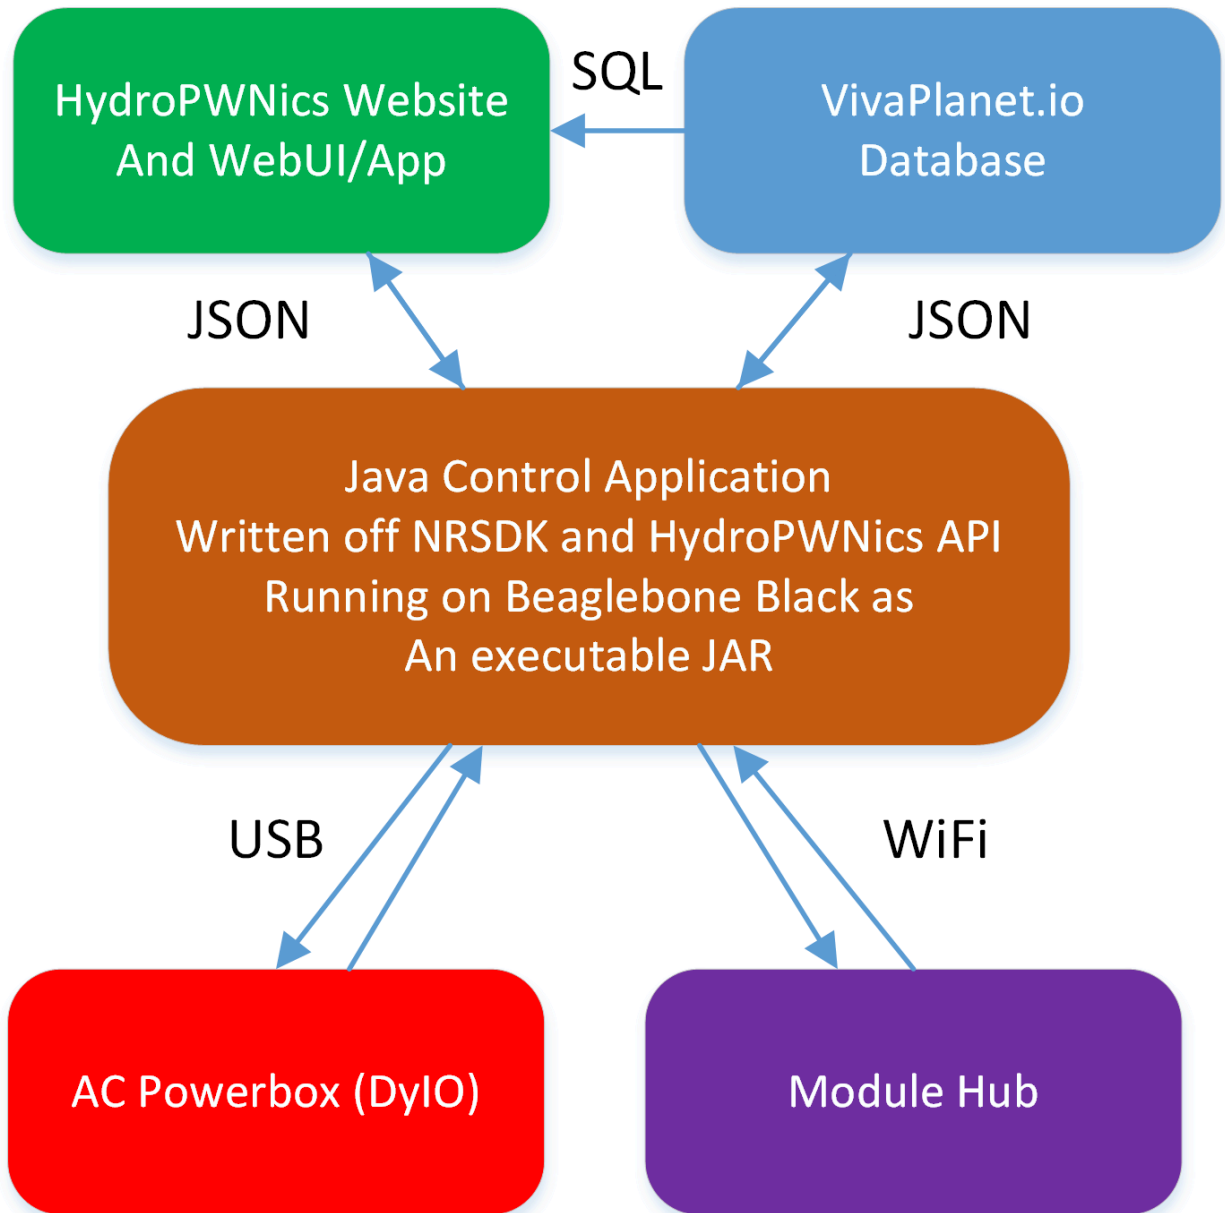 HydroPWNics Website
And WebUI/App
SQL
VivaPlanet.io
Database
JSON
JSON
Java Control Application
Written off NRSDK and HydroPWNics API
Running on Beaglebone Black as
An executable JAR
USB
WiFi
AC Powerbox (DyIO)
Module Hub